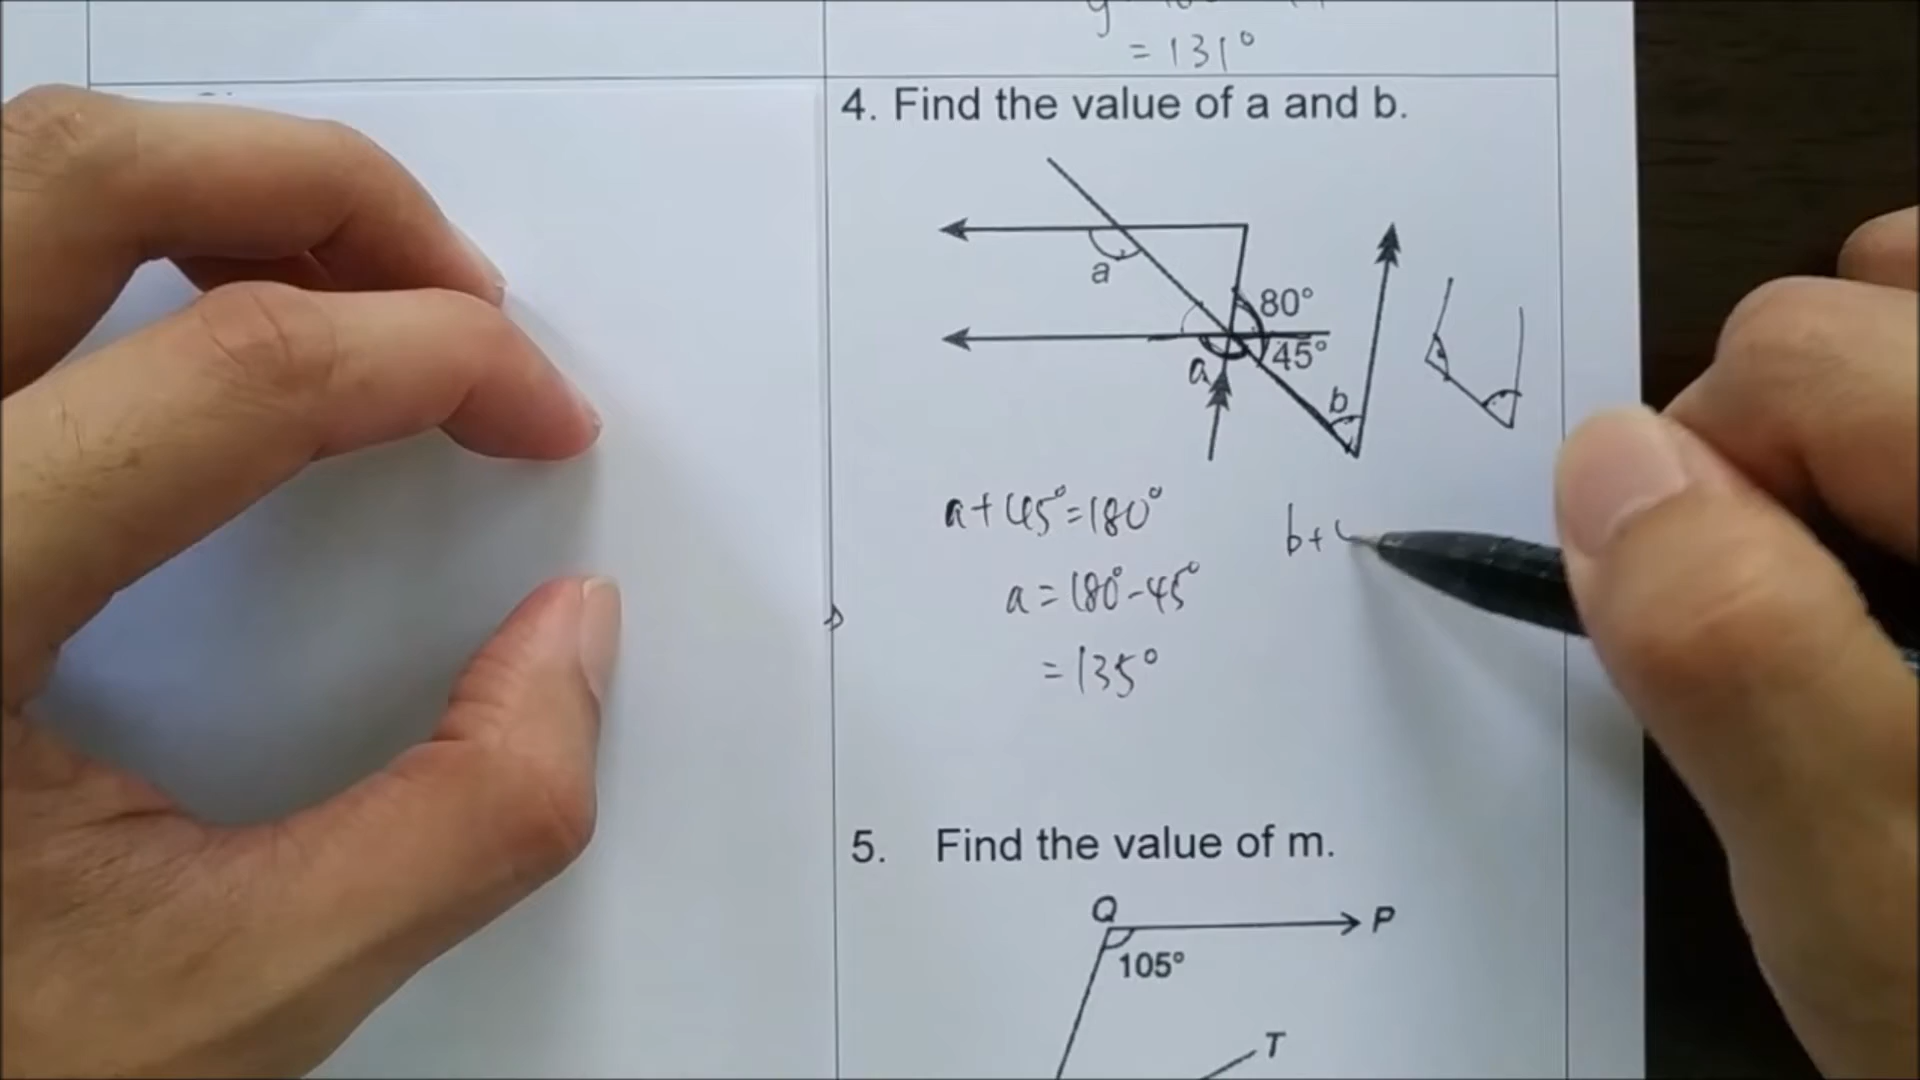 = 131°
4. Find the value of a and b.
a
80°
45°
a
b
a + 45° = 180°
b +
a = 180° - 45°
= 135°
5. Find the value of m.
Q
P
105°
T